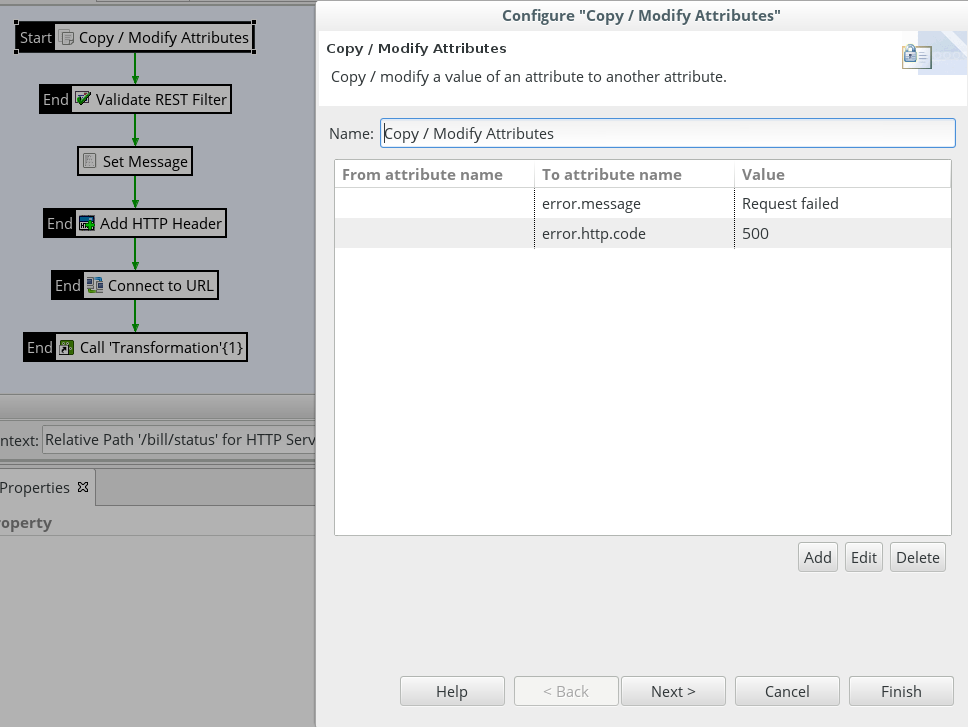 Start Copy / Modify Attributes
End Validate REST Filter
Set Message
End Add HTTP Header
End Connect to URL
End Call 'Transformation'{1}
ntext: Relative Path '/bill/status' for HTTP Serv
Properties
operty
Configure "Copy / Modify Attributes"
Copy / Modify Attributes
Copy / modify a value of an attribute to another attribute.
Name: Copy / Modify Attributes
From attribute name To attribute name Value
error.message Request failed
error.http.code 500
Add Edit Delete
Help < Back Next > Cancel Finish